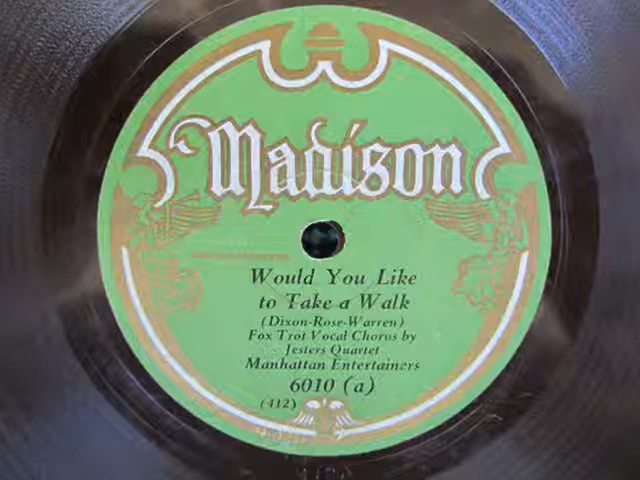 Madison
Would You Like
to Take a Walk
(Dixon-Rose-Warren)
Fox Trot Vocal Chorus by
Jesters Quartet
Manhattan Entertainers
6010 (a)
(412)